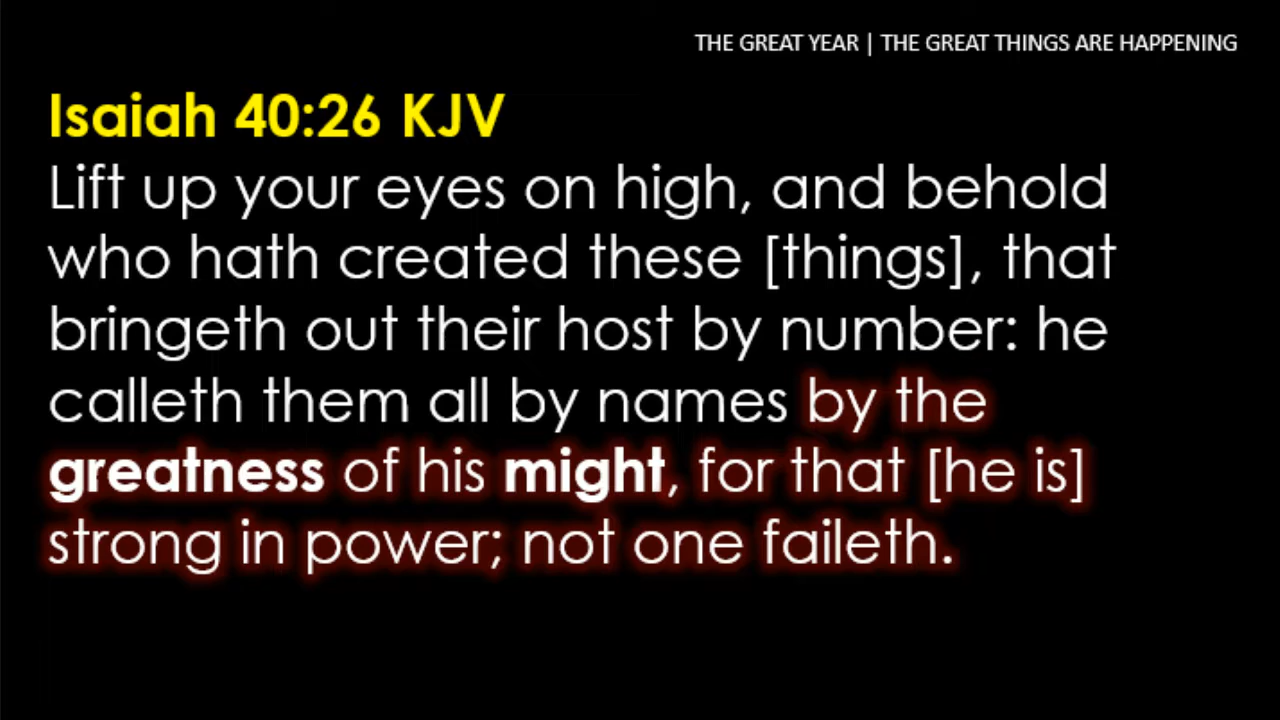 THE GREAT YEAR | THE GREAT THINGS ARE HAPPENING
Isaiah 40:26 KJV
Lift up your eyes on high, and behold
who hath created these [things], that
bringeth out their host by number: he
calleth them all by names by the
greatness of his might, for that [he is]
strong in power; not one faileth.